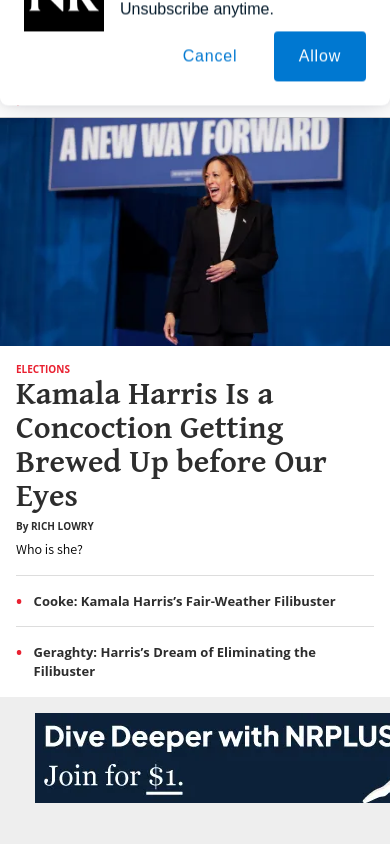 NR
Unsubscribe anytime.
Cancel
Allow
A NEW WAY FORWARD
ELECTIONS
Kamala Harris Is a
Concoction Getting
Brewed Up before Our
Eyes
By RICH LOWRY
Who is she?
• Cooke: Kamala Harris’s Fair-Weather Filibuster
• Geraghty: Harris’s Dream of Eliminating the
Filibuster
Dive Deeper with NRPLUS
Join for $1.